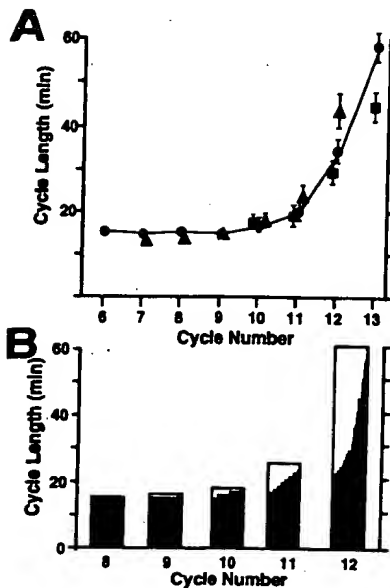 A
Cycle Length (min)
60
40
20
6 7 8 9 10 11 12 13
Cycle Number
B
Cycle Length (min)
60
40
20
0
8 9 10 11 12
Cycle Number